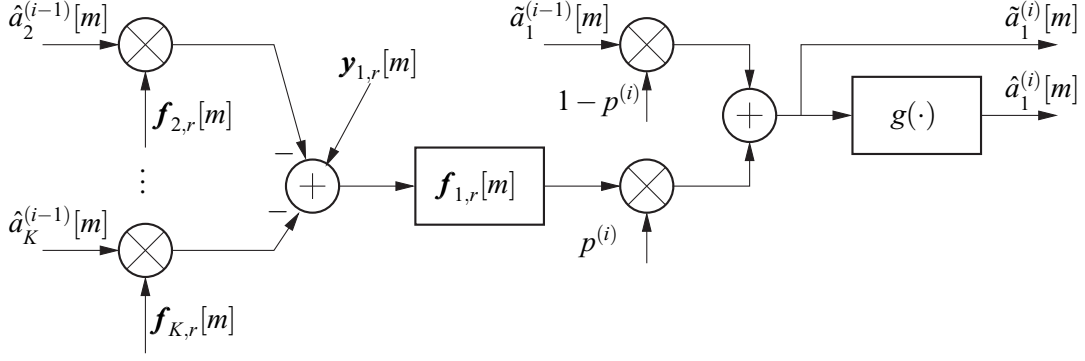 â_2^{(i−1)}[m]
f_{2,r}[m]
⋮
â_K^{(i−1)}[m]
f_{K,r}[m]
y_{1,r}[m]
−
−
+
f_{1,r}[m]
ã_1^{(i−1)}[m]
1 − p^{(i)}
p^{(i)}
+
g(·)
ã_1^{(i)}[m]
â_1^{(i)}[m]